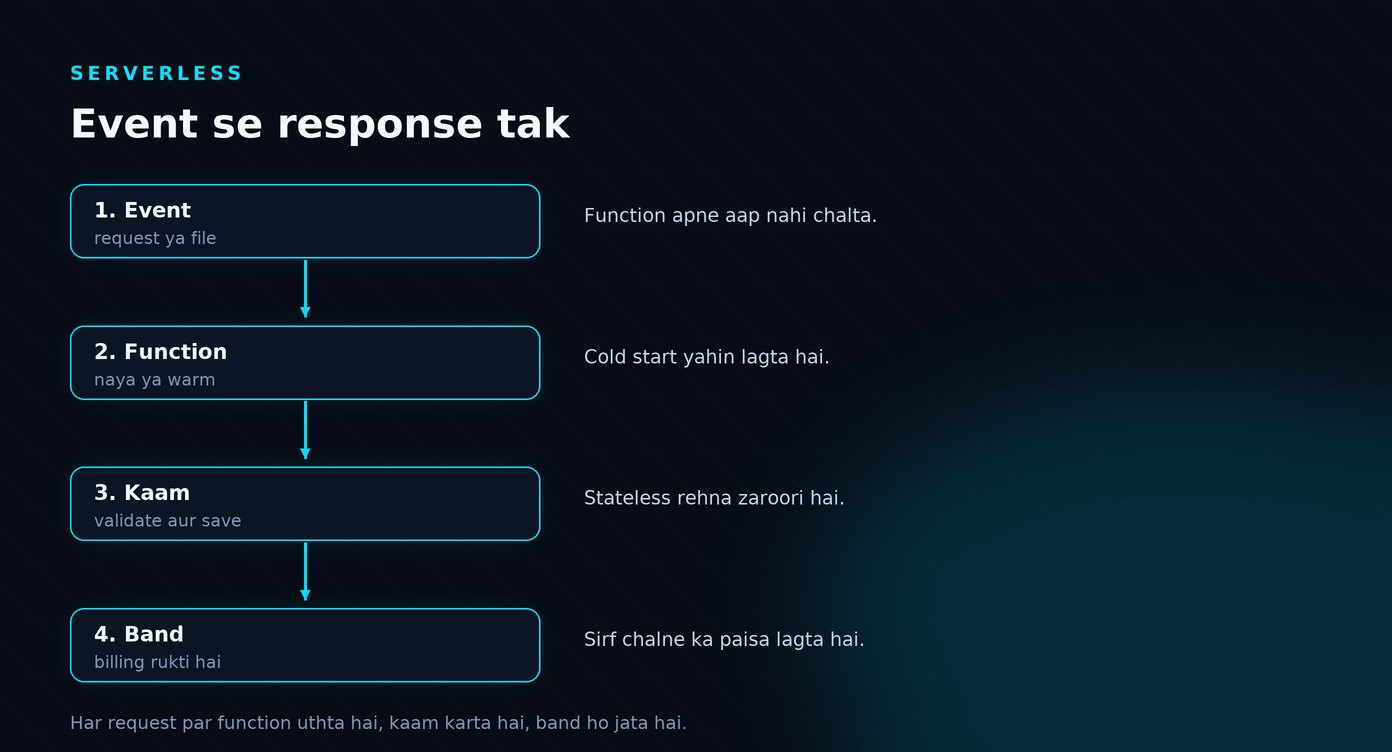 SERVERLESS
Event se response tak
1. Event
request ya file
Function apne aap nahi chalta.
2. Function
naya ya warm
Cold start yahin lagta hai.
3. Kaam
validate aur save
Stateless rehna zaroori hai.
4. Band
billing rukti hai
Sirf chalne ka paisa lagta hai.
Har request par function uthta hai, kaam karta hai, band ho jata hai.